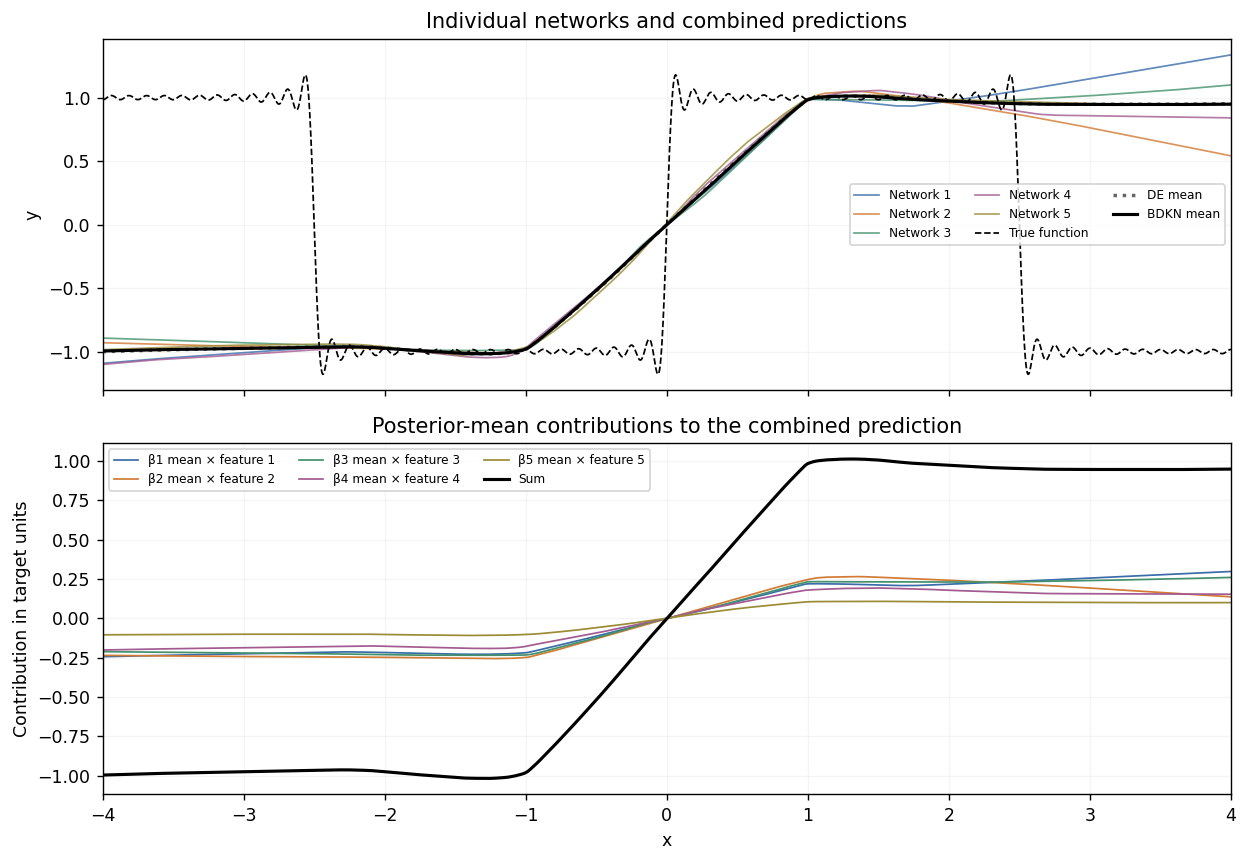 Individual networks and combined predictions
1.0
0.5
0.0
−0.5
−1.0
y
Network 1
Network 2
Network 3
Network 4
Network 5
True function
DE mean
BDKN mean
Posterior-mean contributions to the combined prediction
1.00
0.75
0.50
0.25
0.00
−0.25
−0.50
−0.75
−1.00
Contribution in target units
β1 mean × feature 1
β2 mean × feature 2
β3 mean × feature 3
β4 mean × feature 4
β5 mean × feature 5
Sum
−4 −3 −2 −1 0 1 2 3 4
x